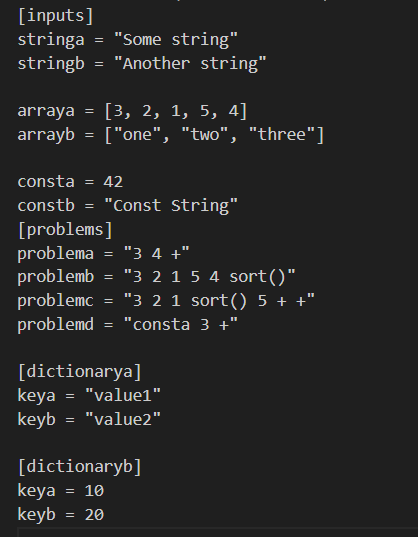 [inputs]
stringa = "Some string"
stringb = "Another string"
arraya = [3, 2, 1, 5, 4]
arrayb = ["one", "two", "three"]
consta = 42
constb = "Const String"
[problems]
problema = "3 4 +"
problemb = "3 2 1 5 4 sort()"
problemc = "3 2 1 sort() 5 + +"
problemd = "consta 3 +"
[dictionarya]
keya = "value1"
keyb = "value2"
[dictionaryb]
keya = 10
keyb = 20